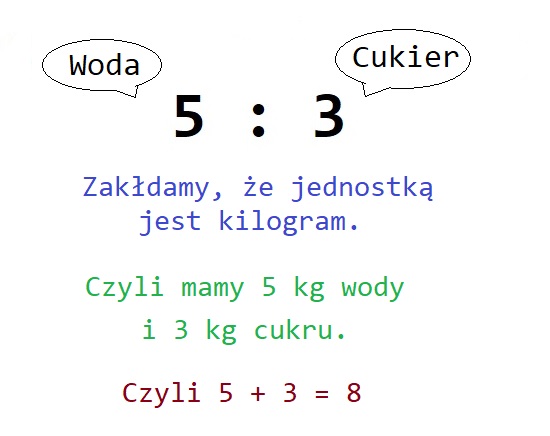 Woda
Cukier
5 : 3
Zakłdamy, że jednostką
jest kilogram.
Czyli mamy 5 kg wody
i 3 kg cukru.
Czyli 5 + 3 = 8